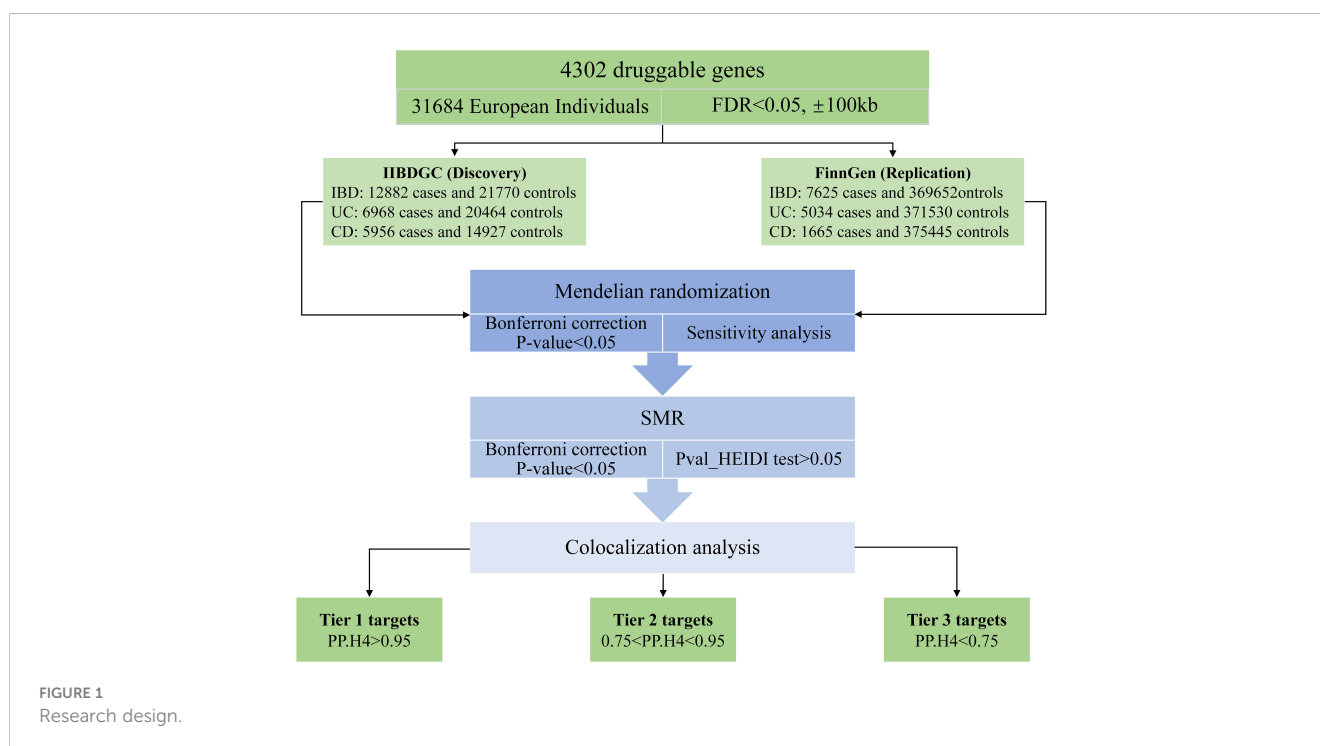 4302 druggable genes
31684 European Individuals
FDR<0.05, ±100kb
IIBDGC (Discovery)
IBD: 12882 cases and 21770 controls
UC: 6968 cases and 20464 controls
CD: 5956 cases and 14927 controls
FinnGen (Replication)
IBD: 7625 cases and 369652ontrols
UC: 5034 cases and 371530 controls
CD: 1665 cases and 375445 controls
Mendelian randomization
Bonferroni correction
P-value<0.05
Sensitivity analysis
SMR
Bonferroni correction
P-value<0.05
Pval_HEIDI test>0.05
Colocalization analysis
Tier 1 targets
PP.H4>0.95
Tier 2 targets
0.75<PP.H4<0.95
Tier 3 targets
PP.H4<0.75
FIGURE 1
Research design.